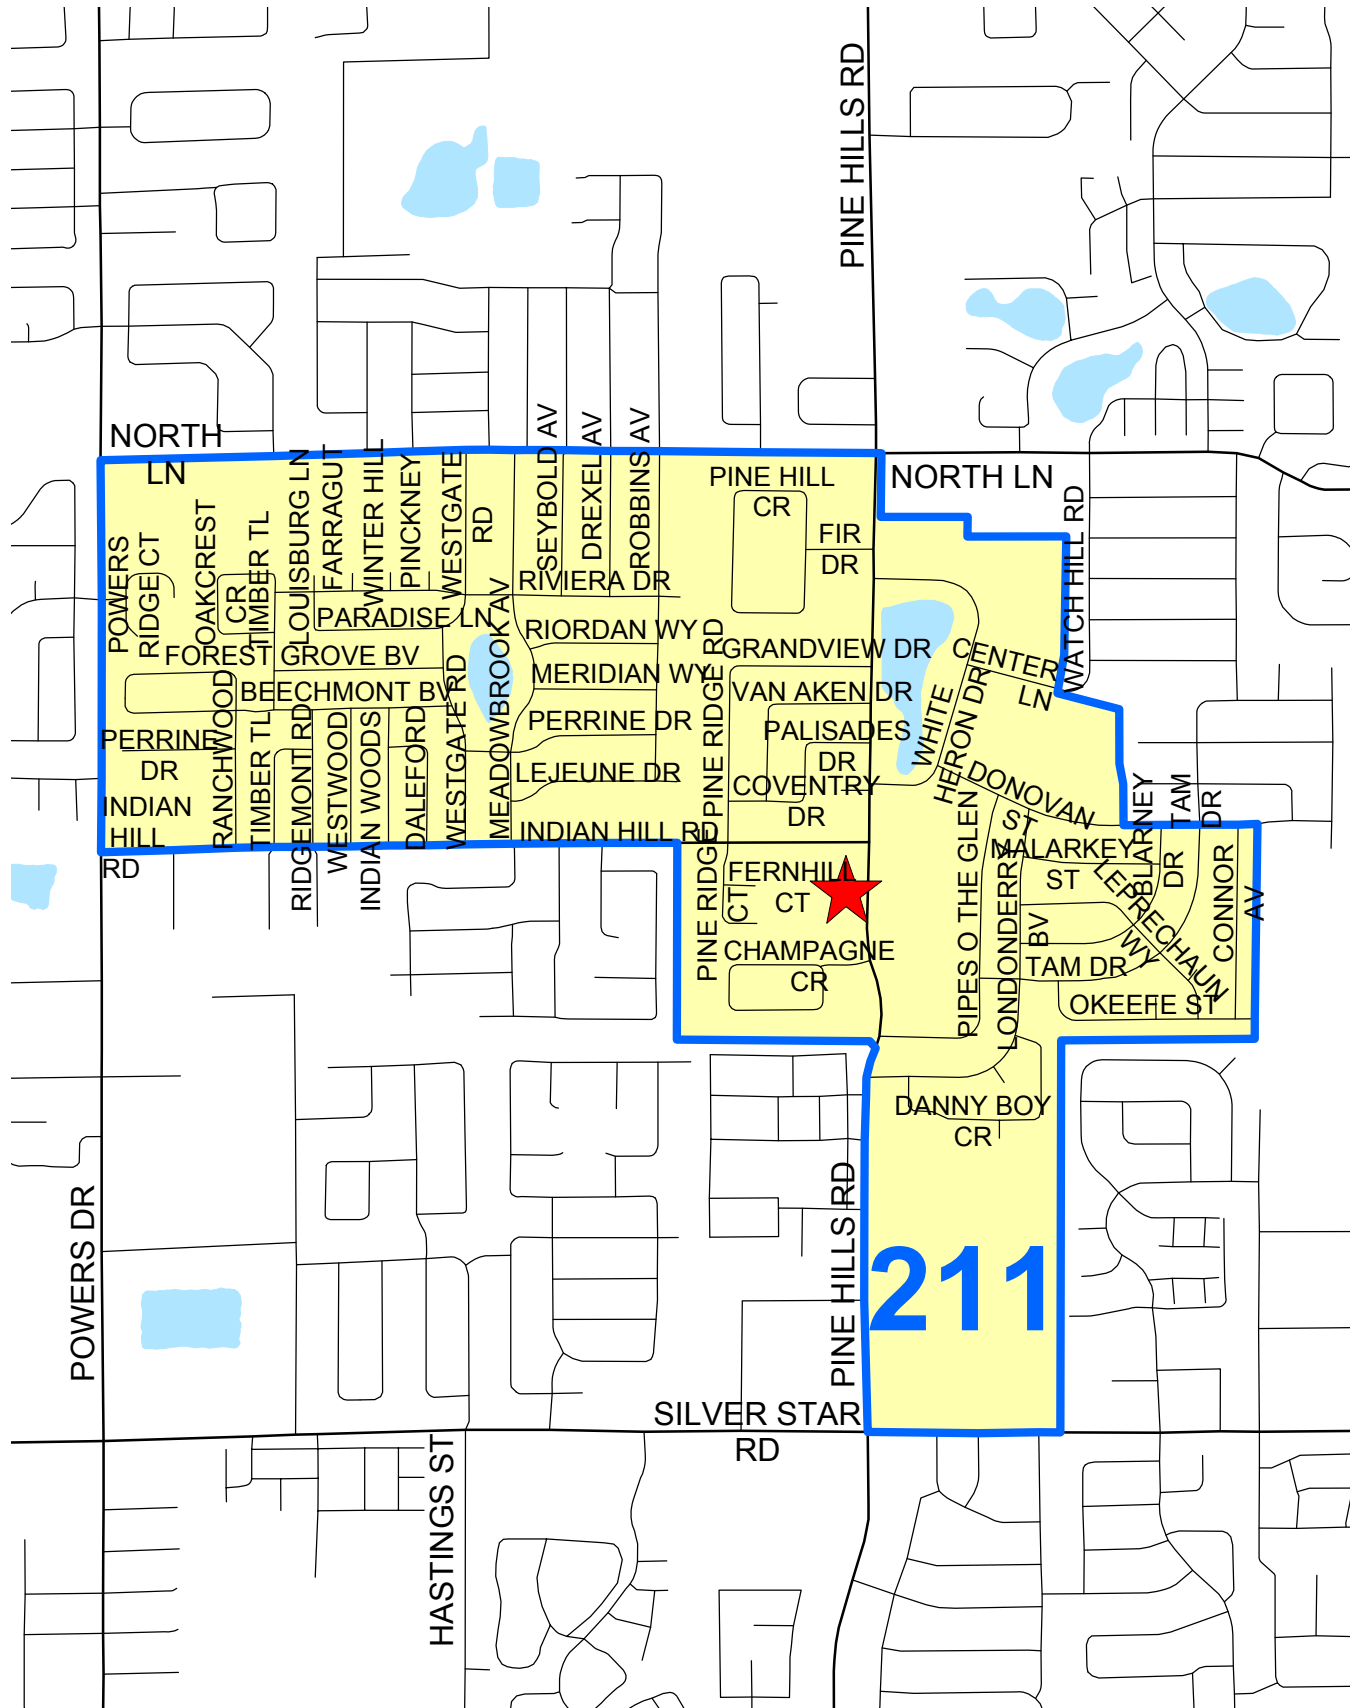 PINE HILLS RD
NORTH
LN
NORTH LN
SEYBOLD AV
DREXEL AV
ROBBINS AV
PINE HILL
CR
FIR
DR
POWERS
RIDGE CT
OAKCREST
CR
TIMBER TL
LOUISBURG LN
FARRAGUT
WINTER HILL
PINCKNEY
WESTGATE
RD
WATCH HILL RD
RIVIERA DR
PARADISE LN
MEADOWBROOK AV
RIORDAN WY
FOREST GROVE BV
MERIDIAN WY
GRANDVIEW DR
CENTER
LN
BEECHMONT BV
VAN AKEN DR
PERRINE DR
PALISADES
DR
WHITE
HERON DR
PERRINE
DR
LEJEUNE DR
COVENTRY
DR
DONOVAN
ST
INDIAN
HILL
RD
RANCHWOOD
TIMBER TL
RIDGEMONT RD
WESTWOOD
INDIAN WOODS
DALEFORD
WESTGATE RD
INDIAN HILL RD
PINE RIDGE RD
PINE RIDGE
CT
FERNHILL
CT
CHAMPAGNE
CR
PIPES O THE GLEN
LONDONDERRY
BV
MALARKEY
ST
BLARNEY
DR
TAM
DR
LEPRECHAUN
WY
CONNOR
AV
TAM DR
OKEEFE ST
DANNY BOY
CR
POWERS DR
PINE HILLS RD
211
SILVER STAR
RD
HASTINGS ST